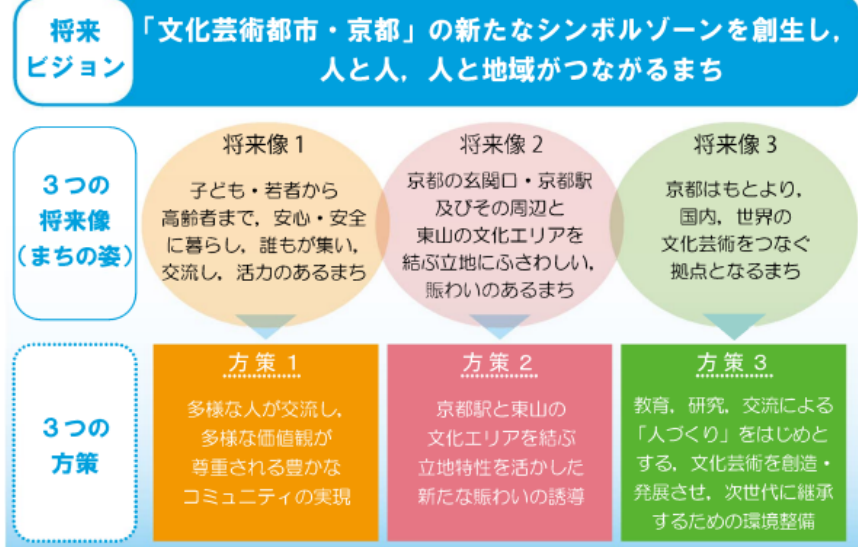 将来
ビジョン
「文化芸術都市・京都」の新たなシンボルゾーンを創生し，
人と人，人と地域がつながるまち
3つの
将来像
（まちの姿）
将来像1
子ども・若者から
高齢者まで，安心・安全
に暮らし，誰もが集い，
交流し，活力のあるまち
将来像2
京都の玄関口・京都駅
及びその周辺と
東山の文化エリアを
結ぶ立地にふさわしい，
賑わいのあるまち
将来像3
京都はもとより，
国内，世界の
文化芸術をつなぐ
拠点となるまち
3つの
方策
方策1
多様な人が交流し，
多様な価値観が
尊重される豊かな
コミュニティの実現
方策2
京都駅と東山の
文化エリアを結ぶ
立地特性を活かした
新たな賑わいの誘導
方策3
教育，研究，交流による
「人づくり」をはじめと
する，文化芸術を創造・
発展させ，次世代に継承
するための環境整備